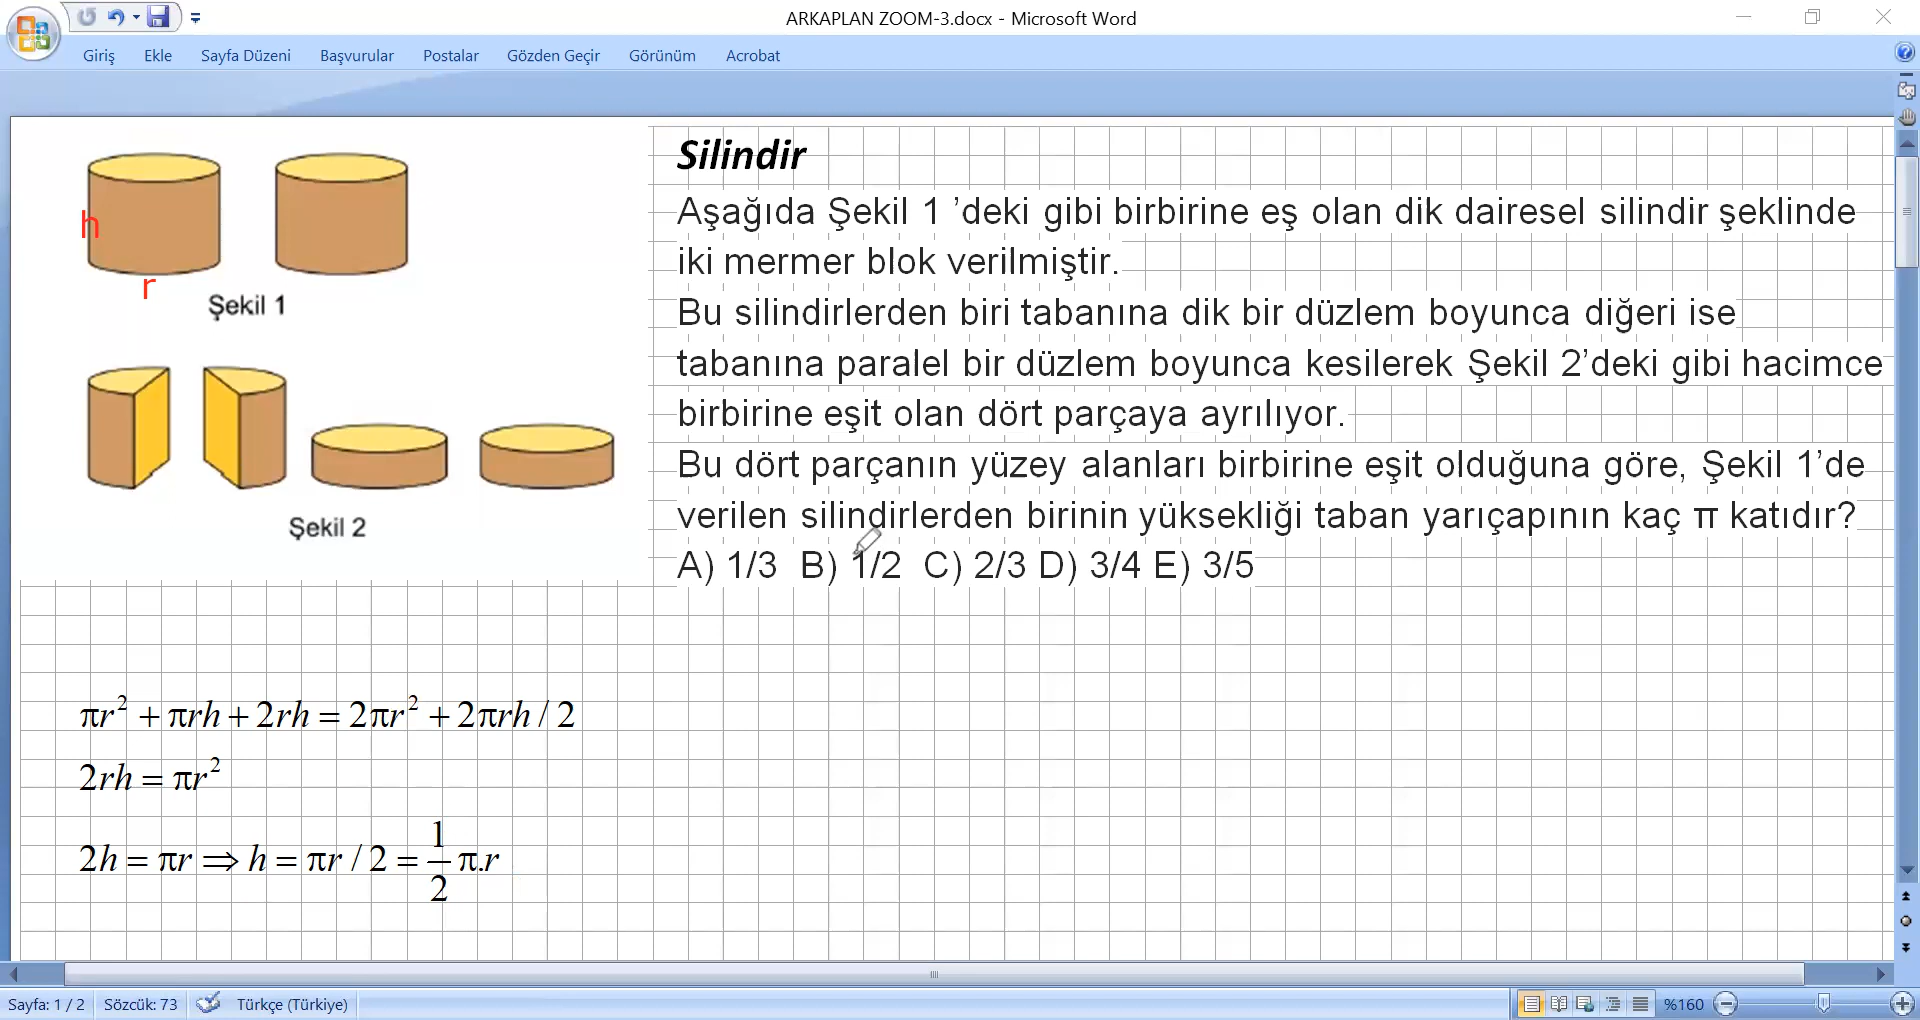 ARKAPLAN ZOOM-3.docx - Microsoft Word
Giriş Ekle Sayfa Düzeni Başvurular Postalar Gözden Geçir Görünüm Acrobat
h
r
Şekil 1
Şekil 2
Silindir
Aşağıda Şekil 1 ’deki gibi birbirine eş olan dik dairesel silindir şeklinde
iki mermer blok verilmiştir.
Bu silindirlerden biri tabanına dik bir düzlem boyunca diğeri ise
tabanına paralel bir düzlem boyunca kesilerek Şekil 2’deki gibi hacimce
birbirine eşit olan dört parçaya ayrılıyor.
Bu dört parçanın yüzey alanları birbirine eşit olduğuna göre, Şekil 1’de
verilen silindirlerden birinin yüksekliği taban yarıçapının kaç π katıdır?
A) 1/3 B) 1/2 C) 2/3 D) 3/4 E) 3/5
πr² + πrh + 2rh = 2πr² + 2πrh / 2
2rh = πr²
2h = πr ⇒ h = πr / 2 = 1/2 π.r
Sayfa: 1 / 2 Sözcük: 73 Türkçe (Türkiye) %160